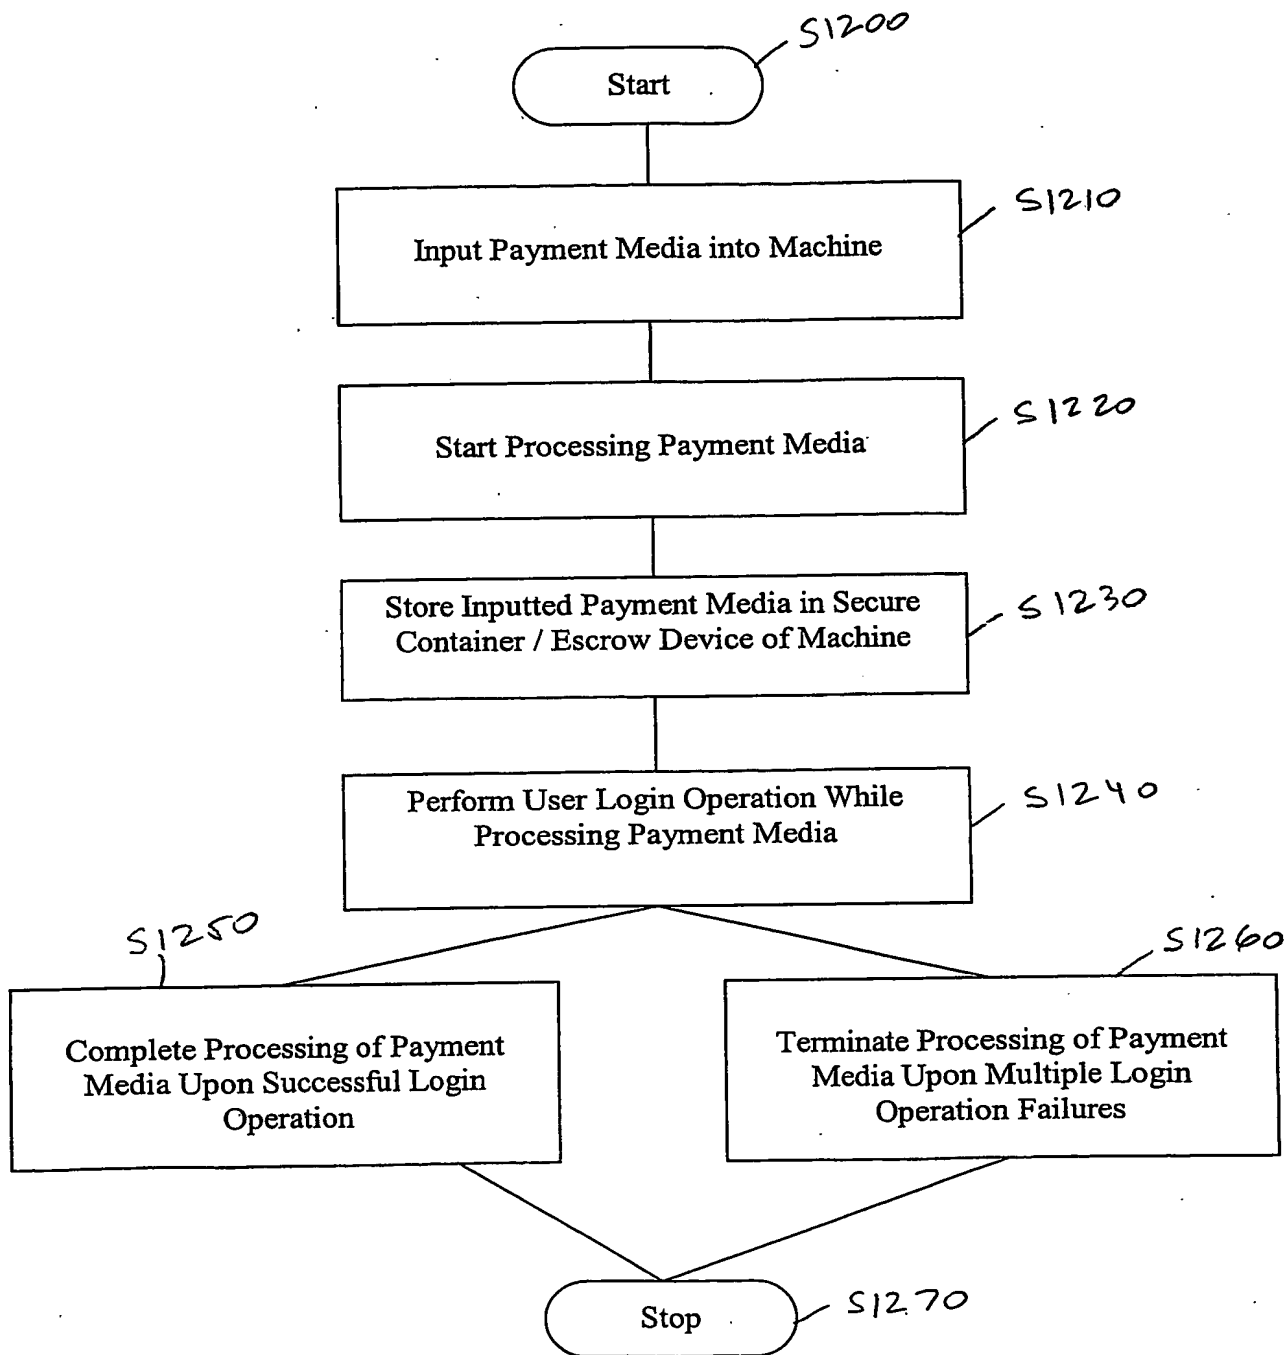 S1200
Start
S1210
Input Payment Media into Machine
S1220
Start Processing Payment Media
Store Inputted Payment Media in Secure
Container / Escrow Device of Machine
S1230
Perform User Login Operation While
Processing Payment Media
S1240
S1250
S1260
Complete Processing of Payment
Media Upon Successful Login
Operation
Terminate Processing of Payment
Media Upon Multiple Login
Operation Failures
Stop
S1270